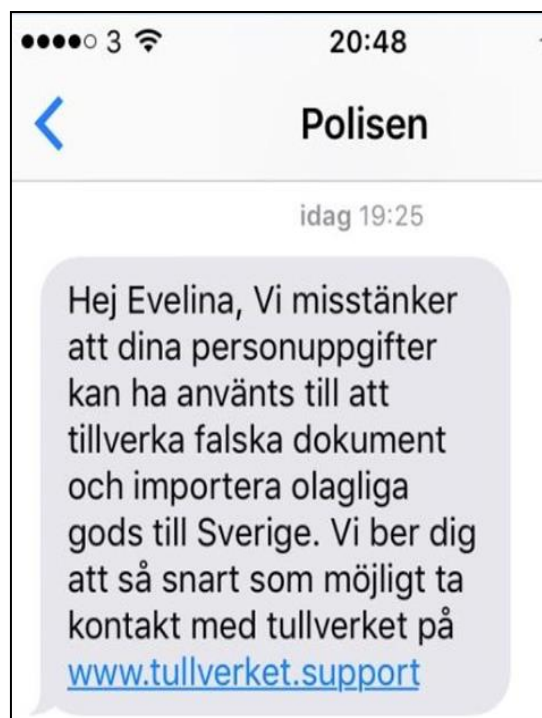 3 20:48
Polisen
idag 19:25
Hej Evelina, Vi misstänker
att dina personuppgifter
kan ha använts till att
tillverka falska dokument
och importera olagliga
gods till Sverige. Vi ber dig
att så snart som möjligt ta
kontakt med tullverket på
www.tullverket.support